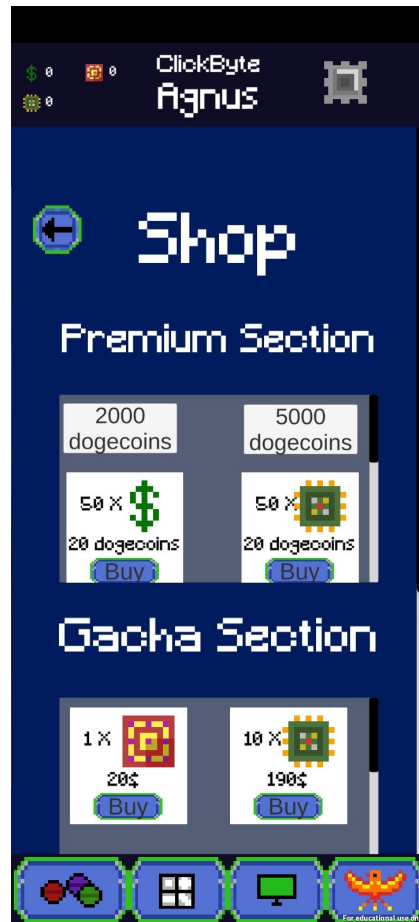 $ 0 0
0
ClickByte
Agnus
Shop
Premium Section
2000
dogecoins
5000
dogecoins
50 X $
20 dogecoins
Buy
50 X
20 dogecoins
Buy
Gacha Section
1 X
20$
Buy
10 X
190$
Buy
For educational use on